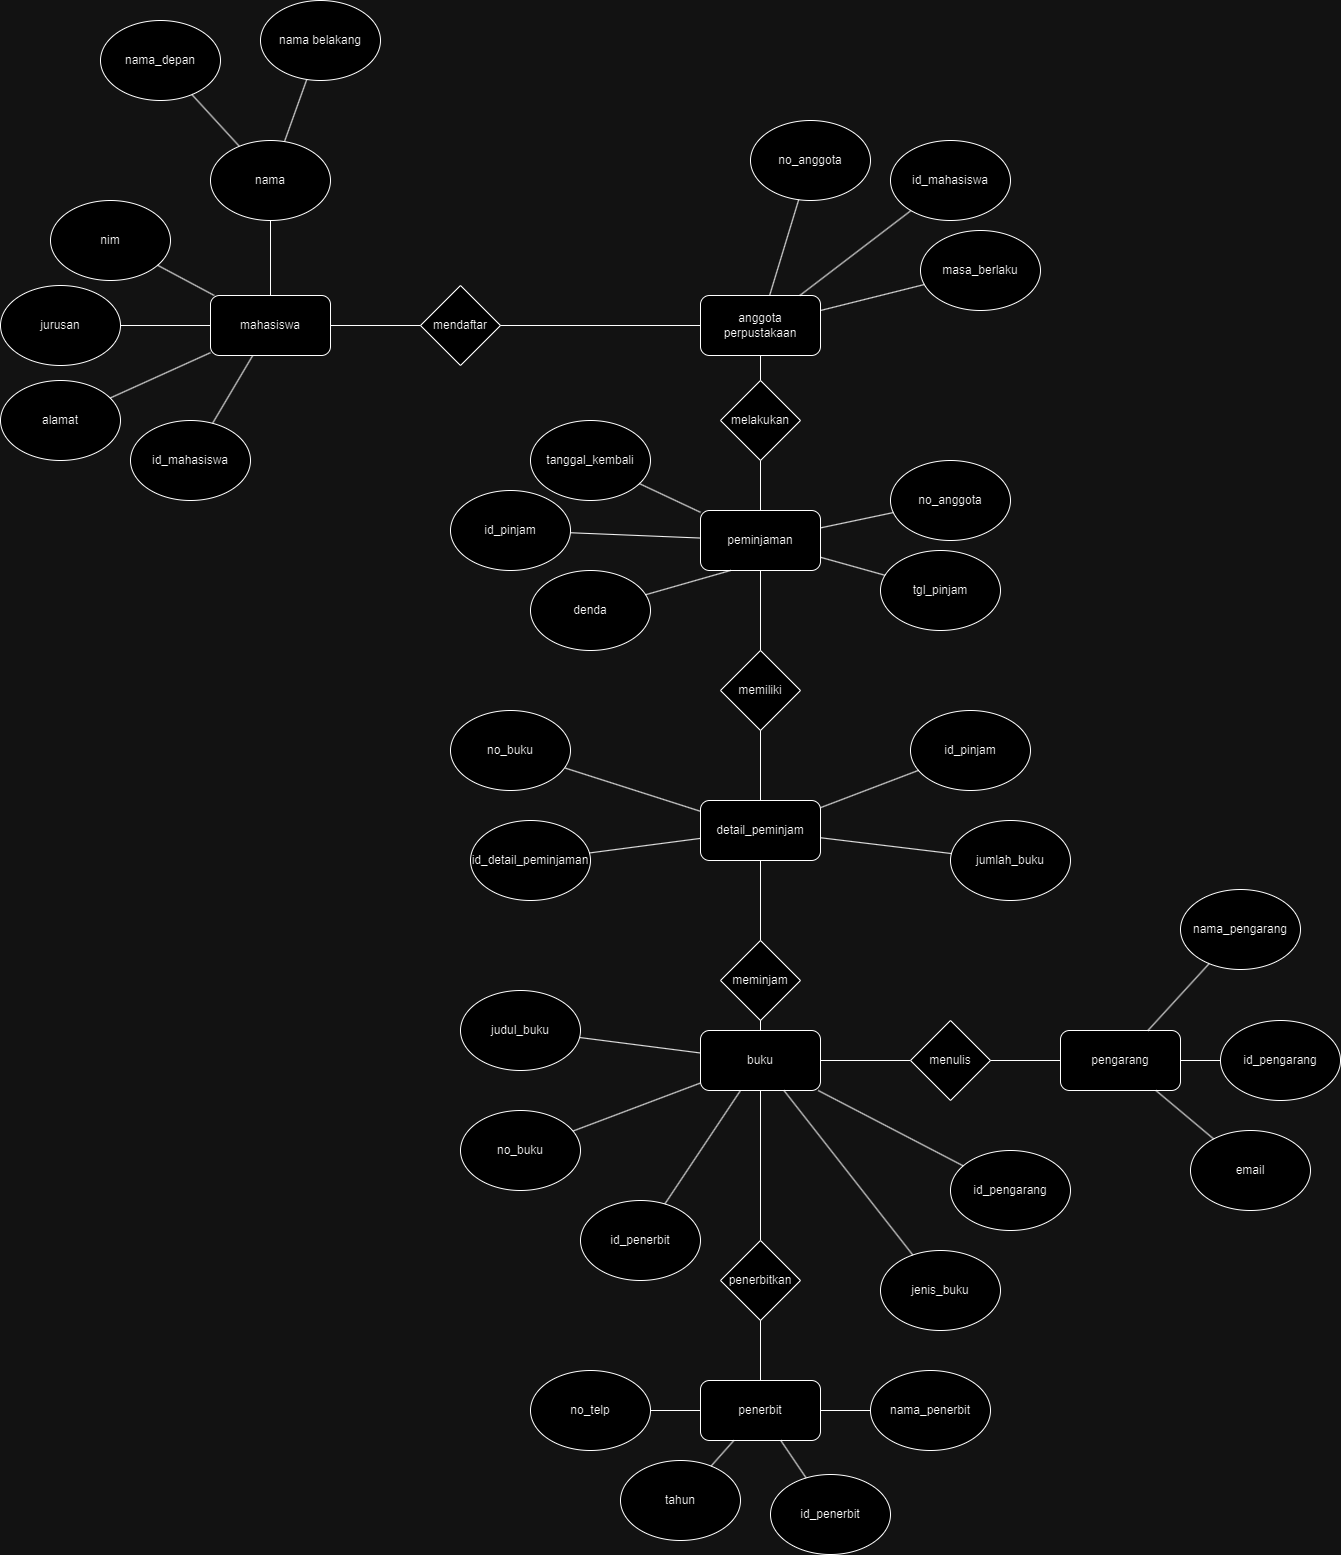 nama belakang
nama_depan
nama
no_anggota
id_mahasiswa
nim
masa_berlaku
jurusan
mahasiswa
mendaftar
anggota
perpustakaan
alamat
id_mahasiswa
melakukan
tanggal_kembali
no_anggota
id_pinjam
peminjaman
denda
tgl_pinjam
memiliki
no_buku
id_pinjam
detail_peminjam
id_detail_peminjaman
jumlah_buku
nama_pengarang
meminjam
judul_buku
buku
menulis
pengarang
id_pengarang
no_buku
email
id_pengarang
id_penerbit
penerbitkan
jenis_buku
no_telp
penerbit
nama_penerbit
tahun
id_penerbit